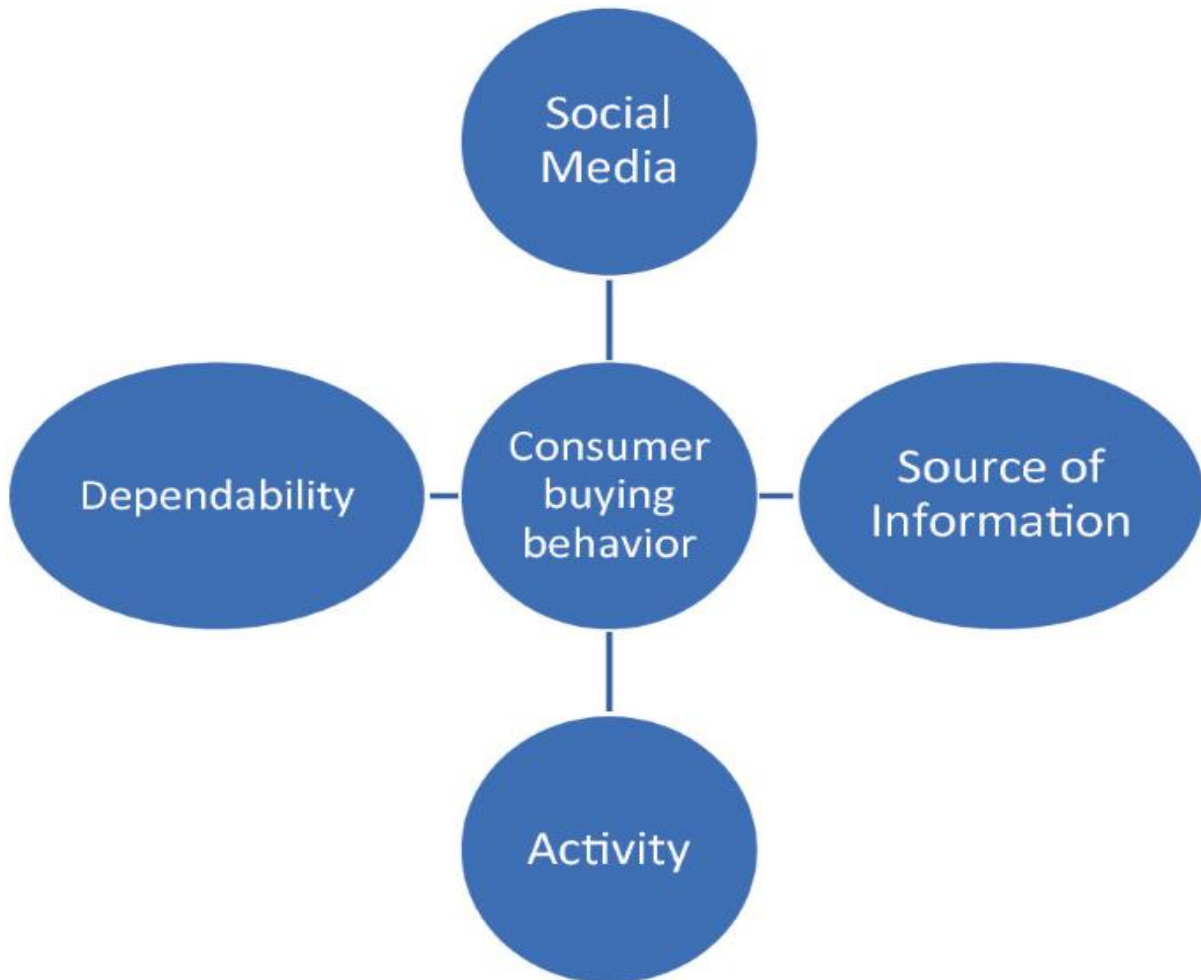 Social
Media
Dependability
Consumer
buying
behavior
Source of
Information
Activity